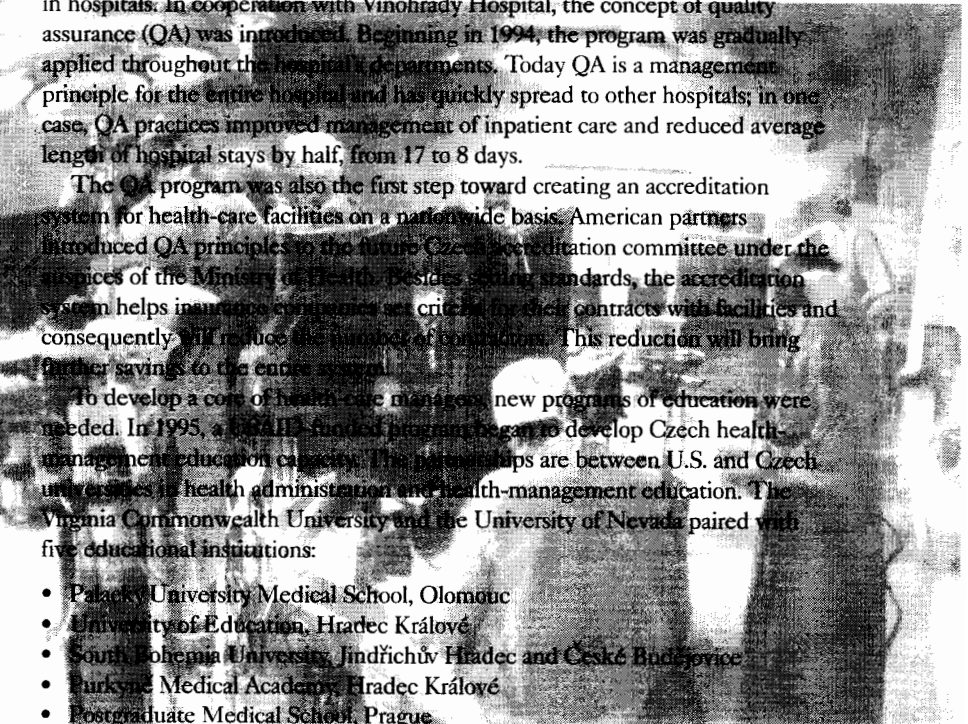 in hospitals. In cooperation with Vinohrady Hospital, the concept of quality
assurance (QA) was introduced. Beginning in 1994, the program was gradually
applied throughout the hospital's departments. Today QA is a management
principle for the entire hospital and has quickly spread to other hospitals; in one
case, QA practices improved management of inpatient care and reduced average
length of hospital stays by half, from 17 to 8 days.
The QA program was also the first step toward creating an accreditation
system for health-care facilities on a nationwide basis. American partners
introduced QA principles to the future Czech accreditation committee under the
auspices of the Ministry of Health. Besides setting standards, the accreditation
system helps insurance companies set criteria for their contracts with facilities and
consequently will reduce the number of contractors. This reduction will bring
further savings to the entire system.
To develop a core of health-care managers, new programs of education were
needed. In 1995, a USAID-funded program began to develop Czech health-
management education capacity. The partnerships are between U.S. and Czech
universities in health administration and health-management education. The
Virginia Commonwealth University and the University of Nevada paired with
five educational institutions:
• Palacky University Medical School, Olomouc
• University of Education, Hradec Králové
• South Bohemia University, Jindřichův Hradec and České Budějovice
• Purkyně Medical Academy, Hradec Králové
• Postgraduate Medical School, Prague